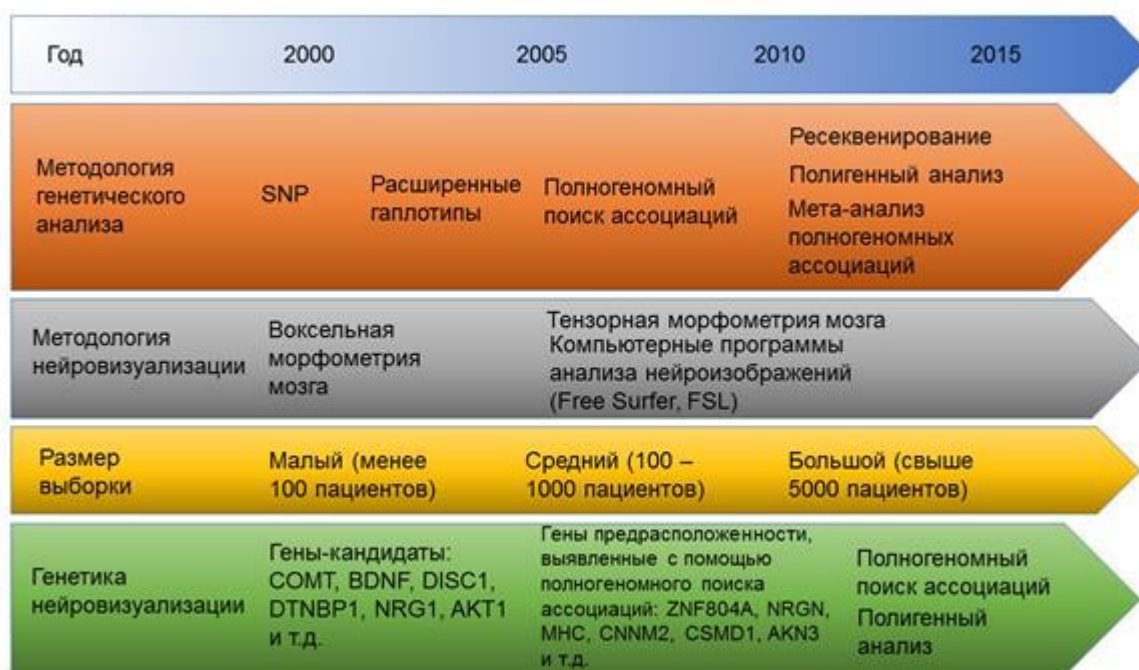 Год 2000 2005 2010 2015
Методология
генетического
анализа
SNP
Расширенные
гаплотипы
Полногеномный
поиск ассоциаций
Ресеквенирование
Полигенный анализ
Мета-анализ
полногеномных
ассоциаций
Методология
нейровизуализации
Воксельная
морфометрия
мозга
Тензорная морфометрия мозга
Компьютерные программы
анализа нейроизображений
(Free Surfer, FSL)
Размер
выборки
Малый (менее
100 пациентов)
Средний (100 –
1000 пациентов)
Большой (свыше
5000 пациентов)
Генетика
нейровизуализации
Гены-кандидаты:
COMT, BDNF, DISC1,
DTNBP1, NRG1, AKT1
и т.д.
Гены предрасположенности,
выявленные с помощью
полногеномного поиска
ассоциаций: ZNF804A, NRGN,
MHC, CNNM2, CSMD1, AKN3
и т.д.
Полногеномный
поиск ассоциаций
Полигенный
анализ